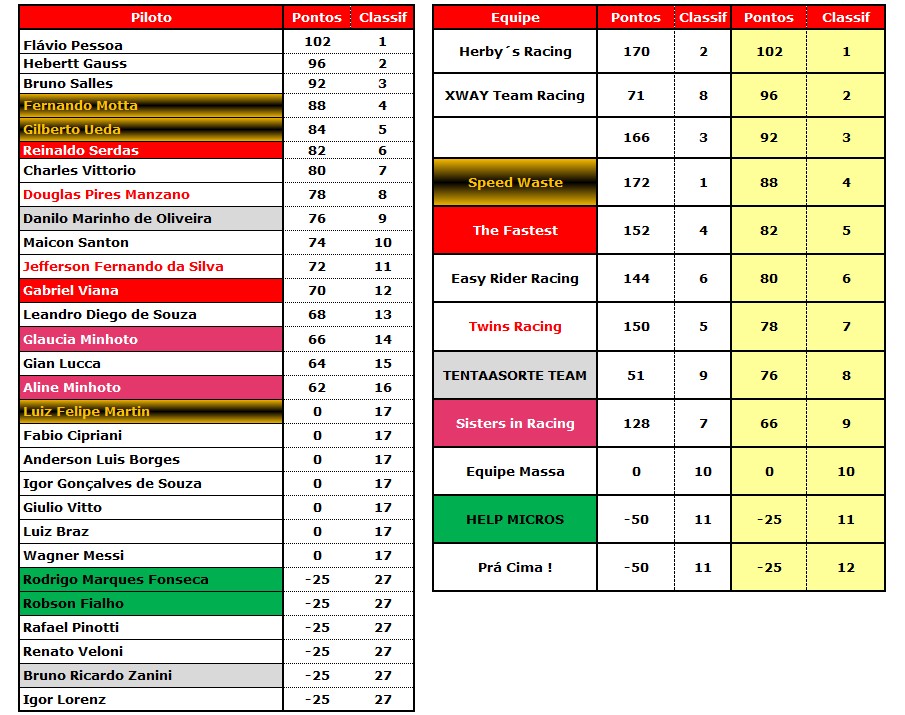 Piloto Pontos Classif
Flávio Pessoa 102 1
Hebertt Gauss 96 2
Bruno Salles 92 3
Fernando Motta 88 4
Gilberto Ueda 84 5
Reinaldo Serdas 82 6
Charles Vittorio 80 7
Douglas Pires Manzano 78 8
Danilo Marinho de Oliveira 76 9
Maicon Santon 74 10
Jefferson Fernando da Silva 72 11
Gabriel Viana 70 12
Leandro Diego de Souza 68 13
Glaucia Minhoto 66 14
Gian Lucca 64 15
Aline Minhoto 62 16
Luiz Felipe Martin 0 17
Fabio Cipriani 0 17
Anderson Luis Borges 0 17
Igor Gonçalves de Souza 0 17
Giulio Vitto 0 17
Luiz Braz 0 17
Wagner Messi 0 17
Rodrigo Marques Fonseca -25 27
Robson Fialho -25 27
Rafael Pinotti -25 27
Renato Veloni -25 27
Bruno Ricardo Zanini -25 27
Igor Lorenz -25 27
Equipe Pontos Classif Pontos Classif
Herby´s Racing 170 2 102 1
XWAY Team Racing 71 8 96 2
166 3 92 3
Speed Waste 172 1 88 4
The Fastest 152 4 82 5
Easy Rider Racing 144 6 80 6
Twins Racing 150 5 78 7
TENTAASORTE TEAM 51 9 76 8
Sisters in Racing 128 7 66 9
Equipe Massa 0 10 0 10
HELP MICROS -50 11 -25 11
Prá Cima ! -50 11 -25 12